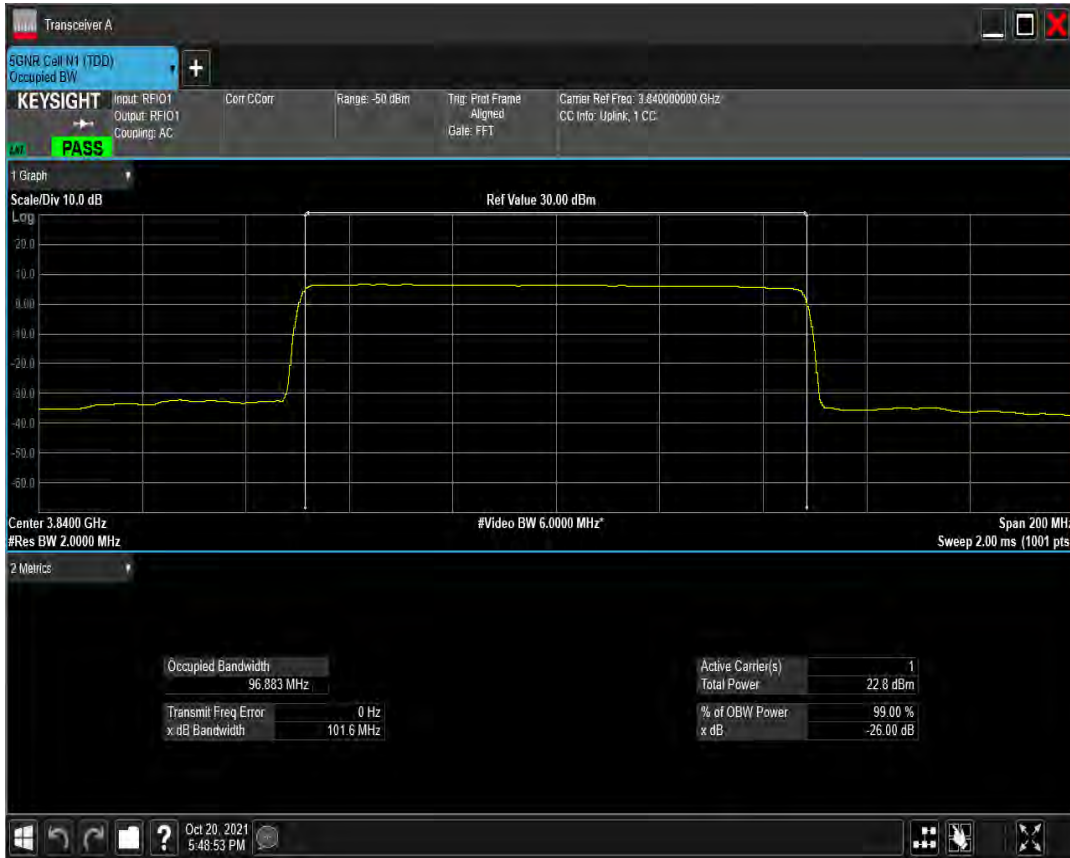 Transceiver A
5GNR Cell N1 (TDD)
Occupied BW
+
KEYSIGHT
Input: RFIO1
Output: RFIO1
Coupling: AC
Corr CCorr
Range: -50 dBm
Trig: Prot Frame
Aligned
Gate: FFT
Carrier Ref Freq: 3.840000000 GHz
CC Info: Uplink, 1 CC
PASS
1 Graph
Scale/Div 10.0 dB
Ref Value 30.00 dBm
Log
20.0
10.0
0.00
-10.0
-20.0
-30.0
-40.0
-50.0
-60.0
Center 3.8400 GHz
#Video BW 6.0000 MHz*
Span 200 MHz
#Res BW 2.0000 MHz
Sweep 2.00 ms (1001 pts
2 Metrics
Occupied Bandwidth
96.883 MHz
Active Carrier(s) 1
Total Power 22.8 dBm
Transmit Freq Error 0 Hz
x dB Bandwidth 101.6 MHz
% of OBW Power 99.00 %
x dB -26.00 dB
?
Oct 20, 2021
5:48:53 PM